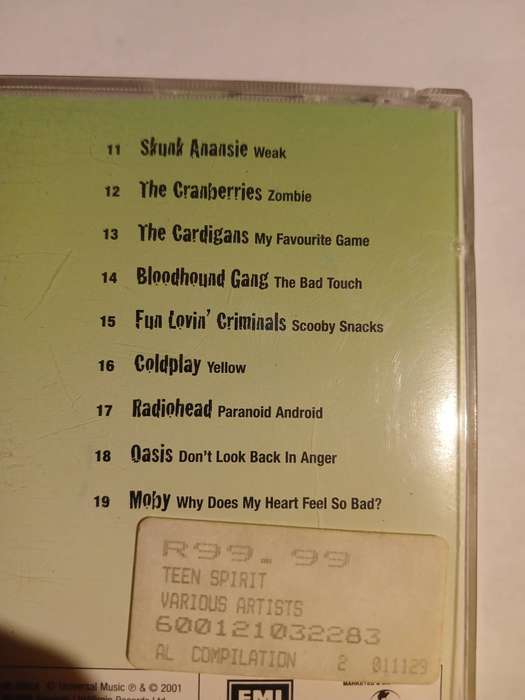 11 Skunk Anansie Weak
12 The Cranberries Zombie
13 The Cardigans My Favourite Game
14 Bloodhound Gang The Bad Touch
15 Fun Lovin' Criminals Scooby Snacks
16 Coldplay Yellow
17 Radiohead Paranoid Android
18 Oasis Don't Look Back In Anger
19 Moby Why Does My Heart Feel So Bad?
R99.99
TEEN SPIRIT
VARIOUS ARTISTS
600121032283
AL COMPILATION 2 011129
Universal Music ℗ & © 2001
EMI